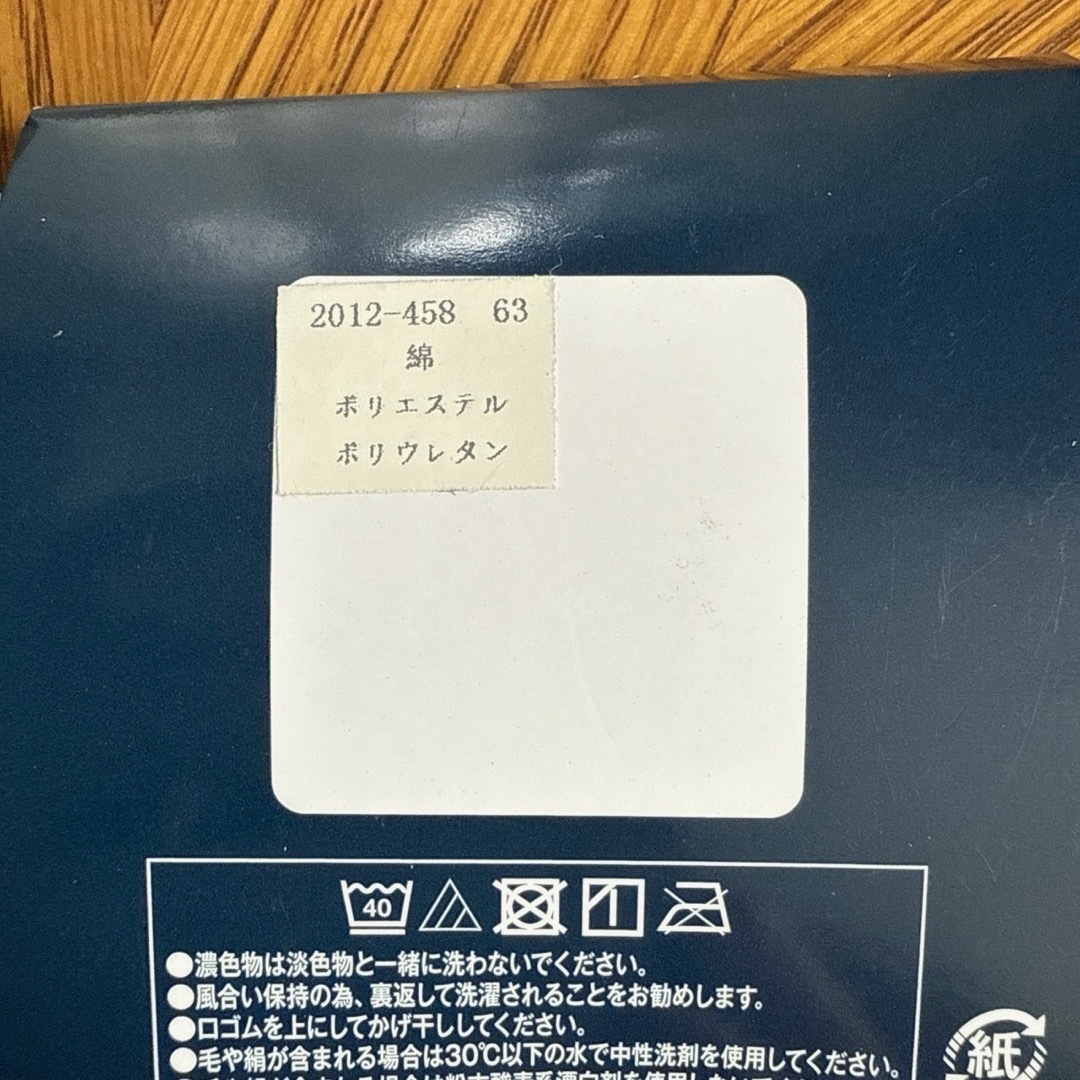 2012-458 63
綿
ポリエステル
ポリウレタン
40
●濃色物は淡色物と一緒に洗わないでください。
●風合い保持の為、裏返して洗濯されることをお勧めします。
●口ゴムを上にしてかげ干ししてください。
●毛や絹が含まれる場合は30℃以下の水で中性洗剤を使用してください。
紙